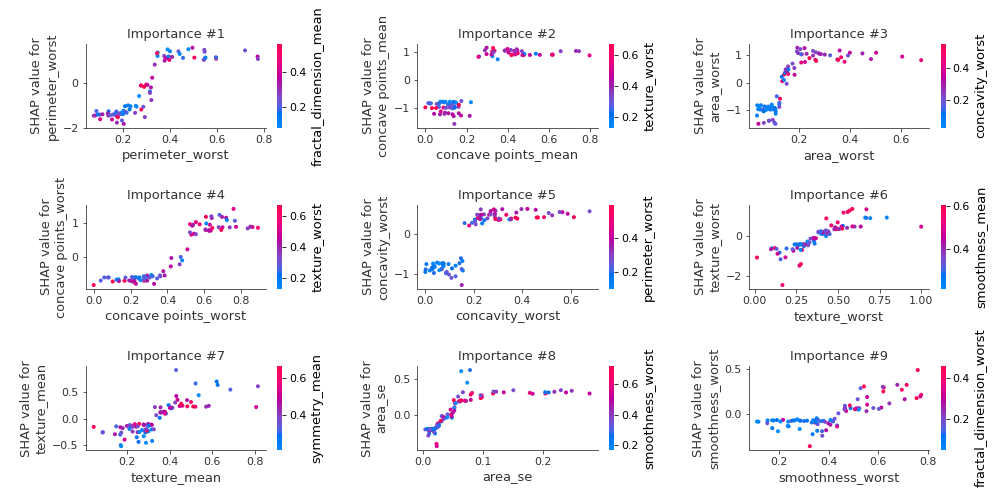 Importance #1
SHAP value for
perimeter_worst
0
−2
0.2
0.4
0.6
0.8
perimeter_worst
0.4
0.2
fractal_dimension_mean
Importance #2
SHAP value for
concave points_mean
1
0
−1
0.0
0.2
0.4
0.6
0.8
concave points_mean
0.6
0.4
0.2
texture_worst
Importance #3
SHAP value for
area_worst
1
0
−1
0.2
0.4
0.6
area_worst
0.4
0.2
concavity_worst
Importance #4
SHAP value for
concave points_worst
1
0
0.0
0.2
0.4
0.6
0.8
concave points_worst
0.6
0.4
0.2
texture_worst
Importance #5
SHAP value for
concavity_worst
0
−1
0.0
0.2
0.4
0.6
concavity_worst
0.4
0.2
perimeter_worst
Importance #6
SHAP value for
texture_worst
0
−2
0.00
0.25
0.50
0.75
1.00
texture_worst
0.6
0.4
smoothness_mean
Importance #7
SHAP value for
texture_mean
0.5
0.0
−0.5
0.2
0.4
0.6
0.8
texture_mean
0.6
0.4
symmetry_mean
Importance #8
SHAP value for
area_se
0.5
0.0
0.0
0.1
0.2
area_se
0.6
0.4
0.2
smoothness_worst
Importance #9
SHAP value for
smoothness_worst
0.5
0.0
0.2
0.4
0.6
0.8
smoothness_worst
0.4
0.2
fractal_dimension_worst